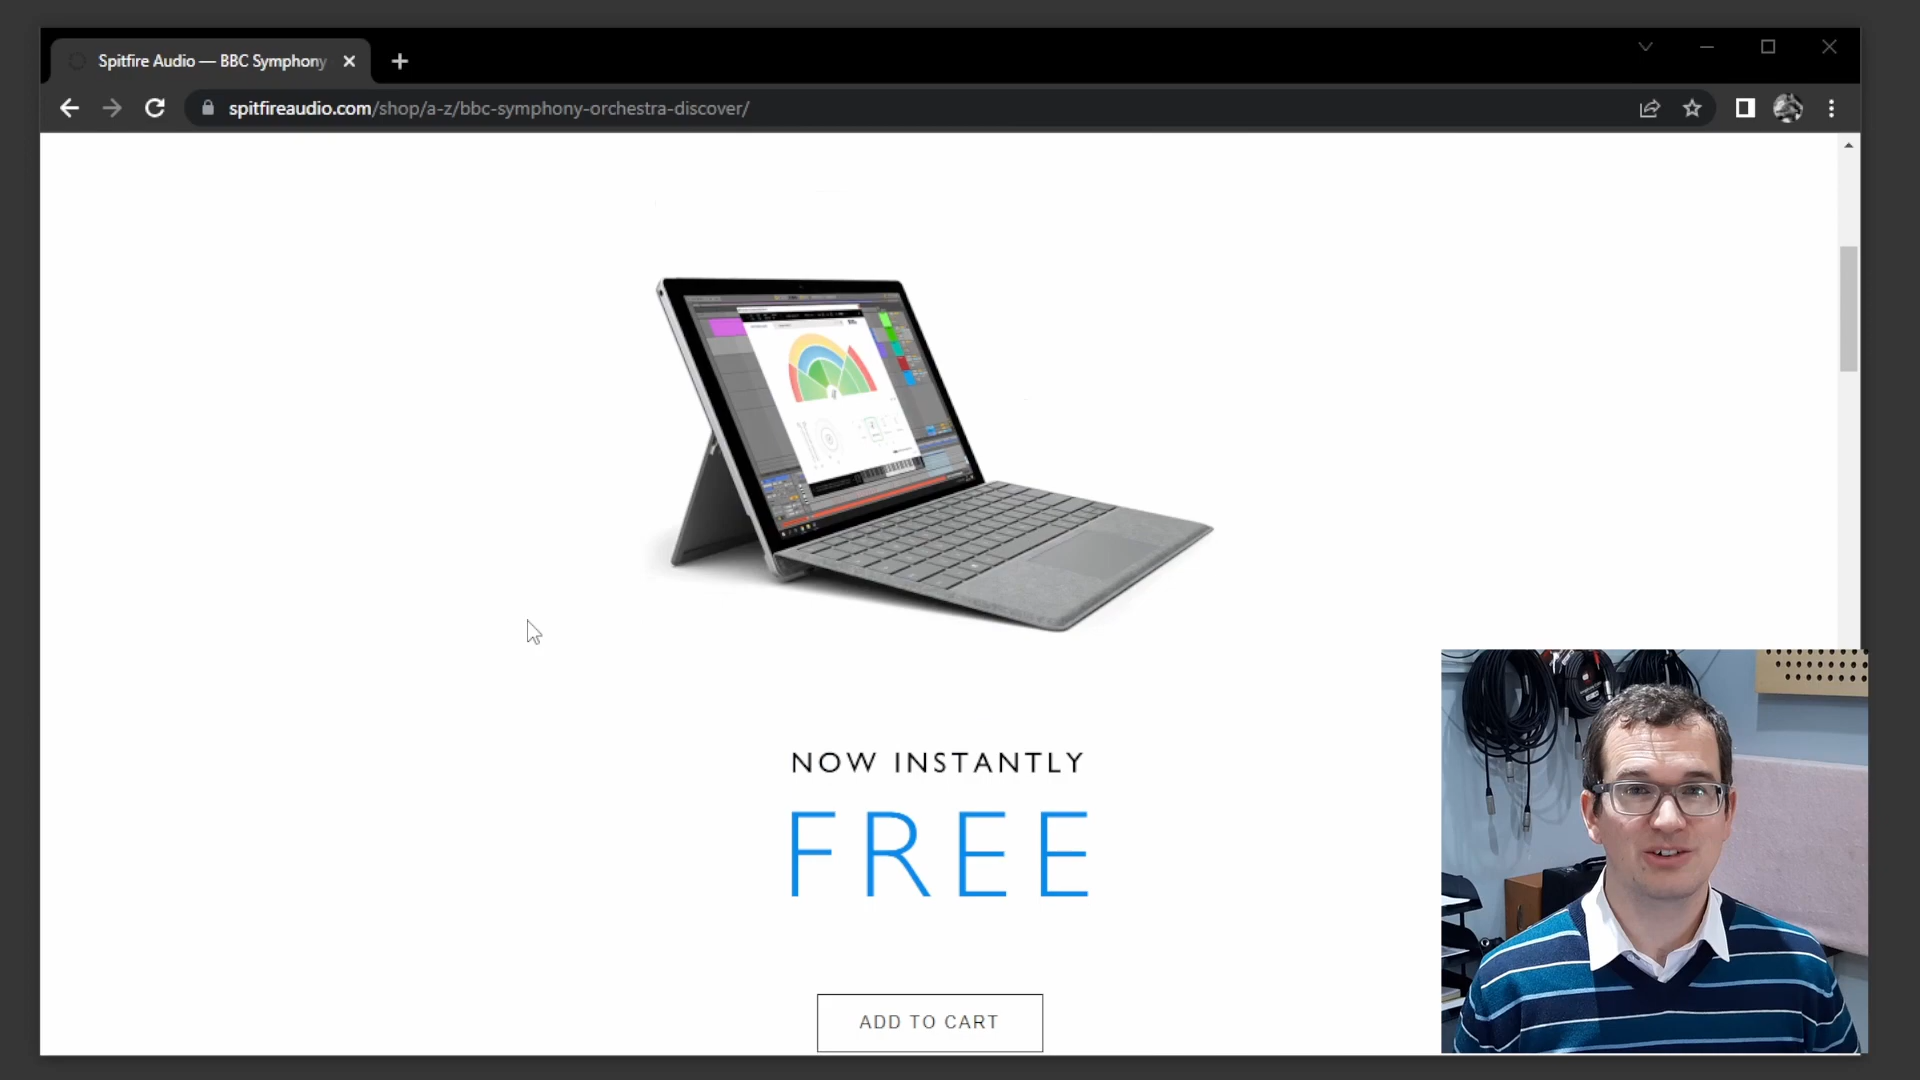 Spitfire Audio — BBC Symphony
spitfireaudio.com/shop/a-z/bbc-symphony-orchestra-discover/
NOW INSTANTLY
FREE
ADD TO CART